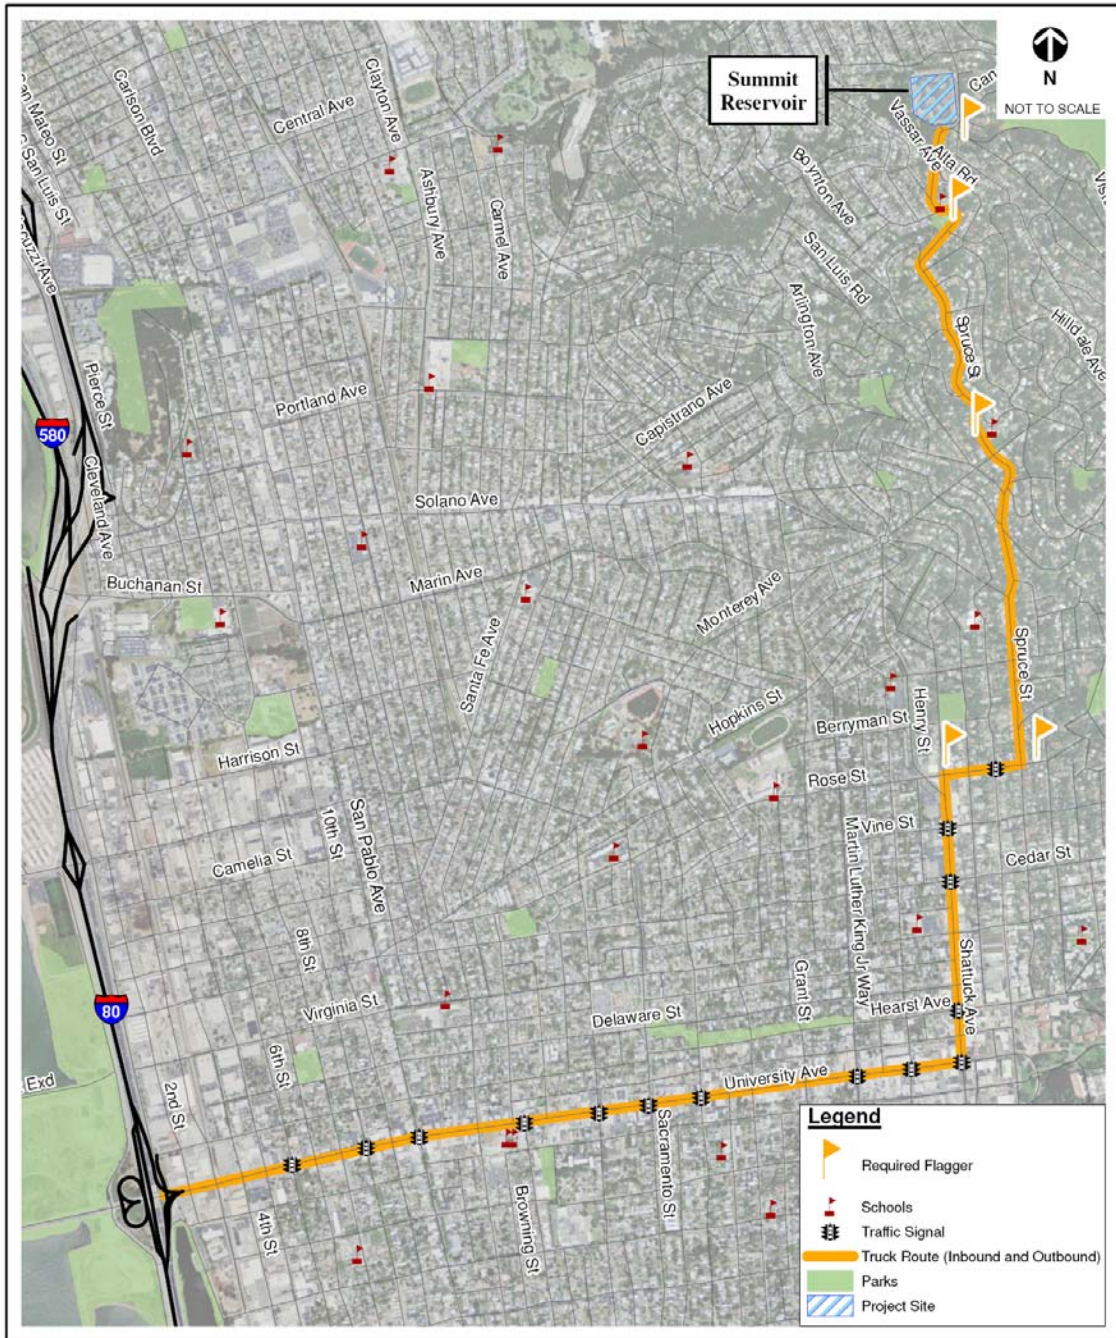 N
NOT TO SCALE
Summit
Reservoir
Clayton Ave
Carlson Blvd
Central Ave
San Mateo St
San Luis St
Ashbury Ave
Carmel Ave
Vassar Ave
Alta Rd
Boynton Ave
San Luis Rd
Arlington Ave
Spruce St
Hilldale Ave
Pierce St
Portland Ave
Capistrano Ave
580
Cleveland Ave
Solano Ave
Buchanan St
Marin Ave
Monterey Ave
Santa Fe Ave
Spruce St
Hopkins St
Berryman St
Henry St
Harrison St
Rose St
10th St
San Pablo Ave
Vine St
Camelia St
Martin Luther King Jr Way
Cedar St
8th St
Shattuck Ave
Grant St
80
Virginia St
Delaware St
Hearst Ave
6th St
2nd St
University Ave
Sacramento St
4th St
Browning St
Legend
Required Flagger
Schools
Traffic Signal
Truck Route (Inbound and Outbound)
Parks
Project Site